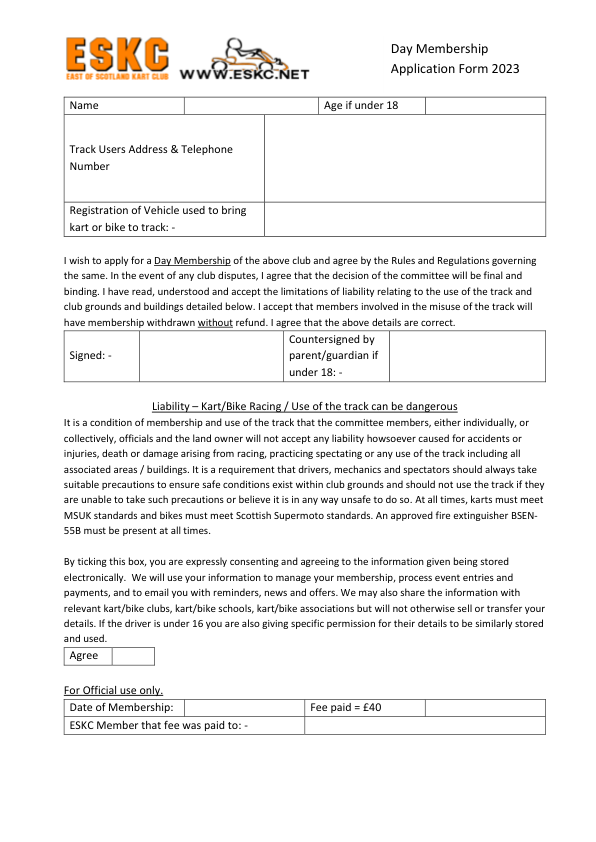 ESKC
EAST OF SCOTLAND KART CLUB
WWW.ESKC.NET
Day Membership
Application Form 2023
Name
Age if under 18
Track Users Address & Telephone
Number
Registration of Vehicle used to bring
kart or bike to track: -
I wish to apply for a Day Membership of the above club and agree by the Rules and Regulations governing
the same. In the event of any club disputes, I agree that the decision of the committee will be final and
binding. I have read, understood and accept the limitations of liability relating to the use of the track and
club grounds and buildings detailed below. I accept that members involved in the misuse of the track will
have membership withdrawn without refund. I agree that the above details are correct.
Signed: -
Countersigned by
parent/guardian if
under 18: -
Liability – Kart/Bike Racing / Use of the track can be dangerous
It is a condition of membership and use of the track that the committee members, either individually, or
collectively, officials and the land owner will not accept any liability howsoever caused for accidents or
injuries, death or damage arising from racing, practicing spectating or any use of the track including all
associated areas / buildings. It is a requirement that drivers, mechanics and spectators should always take
suitable precautions to ensure safe conditions exist within club grounds and should not use the track if they
are unable to take such precautions or believe it is in any way unsafe to do so. At all times, karts must meet
MSUK standards and bikes must meet Scottish Supermoto standards. An approved fire extinguisher BSEN-
55B must be present at all times.
By ticking this box, you are expressly consenting and agreeing to the information given being stored
electronically.  We will use your information to manage your membership, process event entries and
payments, and to email you with reminders, news and offers. We may also share the information with
relevant kart/bike clubs, kart/bike schools, kart/bike associations but will not otherwise sell or transfer your
details. If the driver is under 16 you are also giving specific permission for their details to be similarly stored
and used.
Agree
For Official use only.
Date of Membership:
Fee paid = £40
ESKC Member that fee was paid to: -